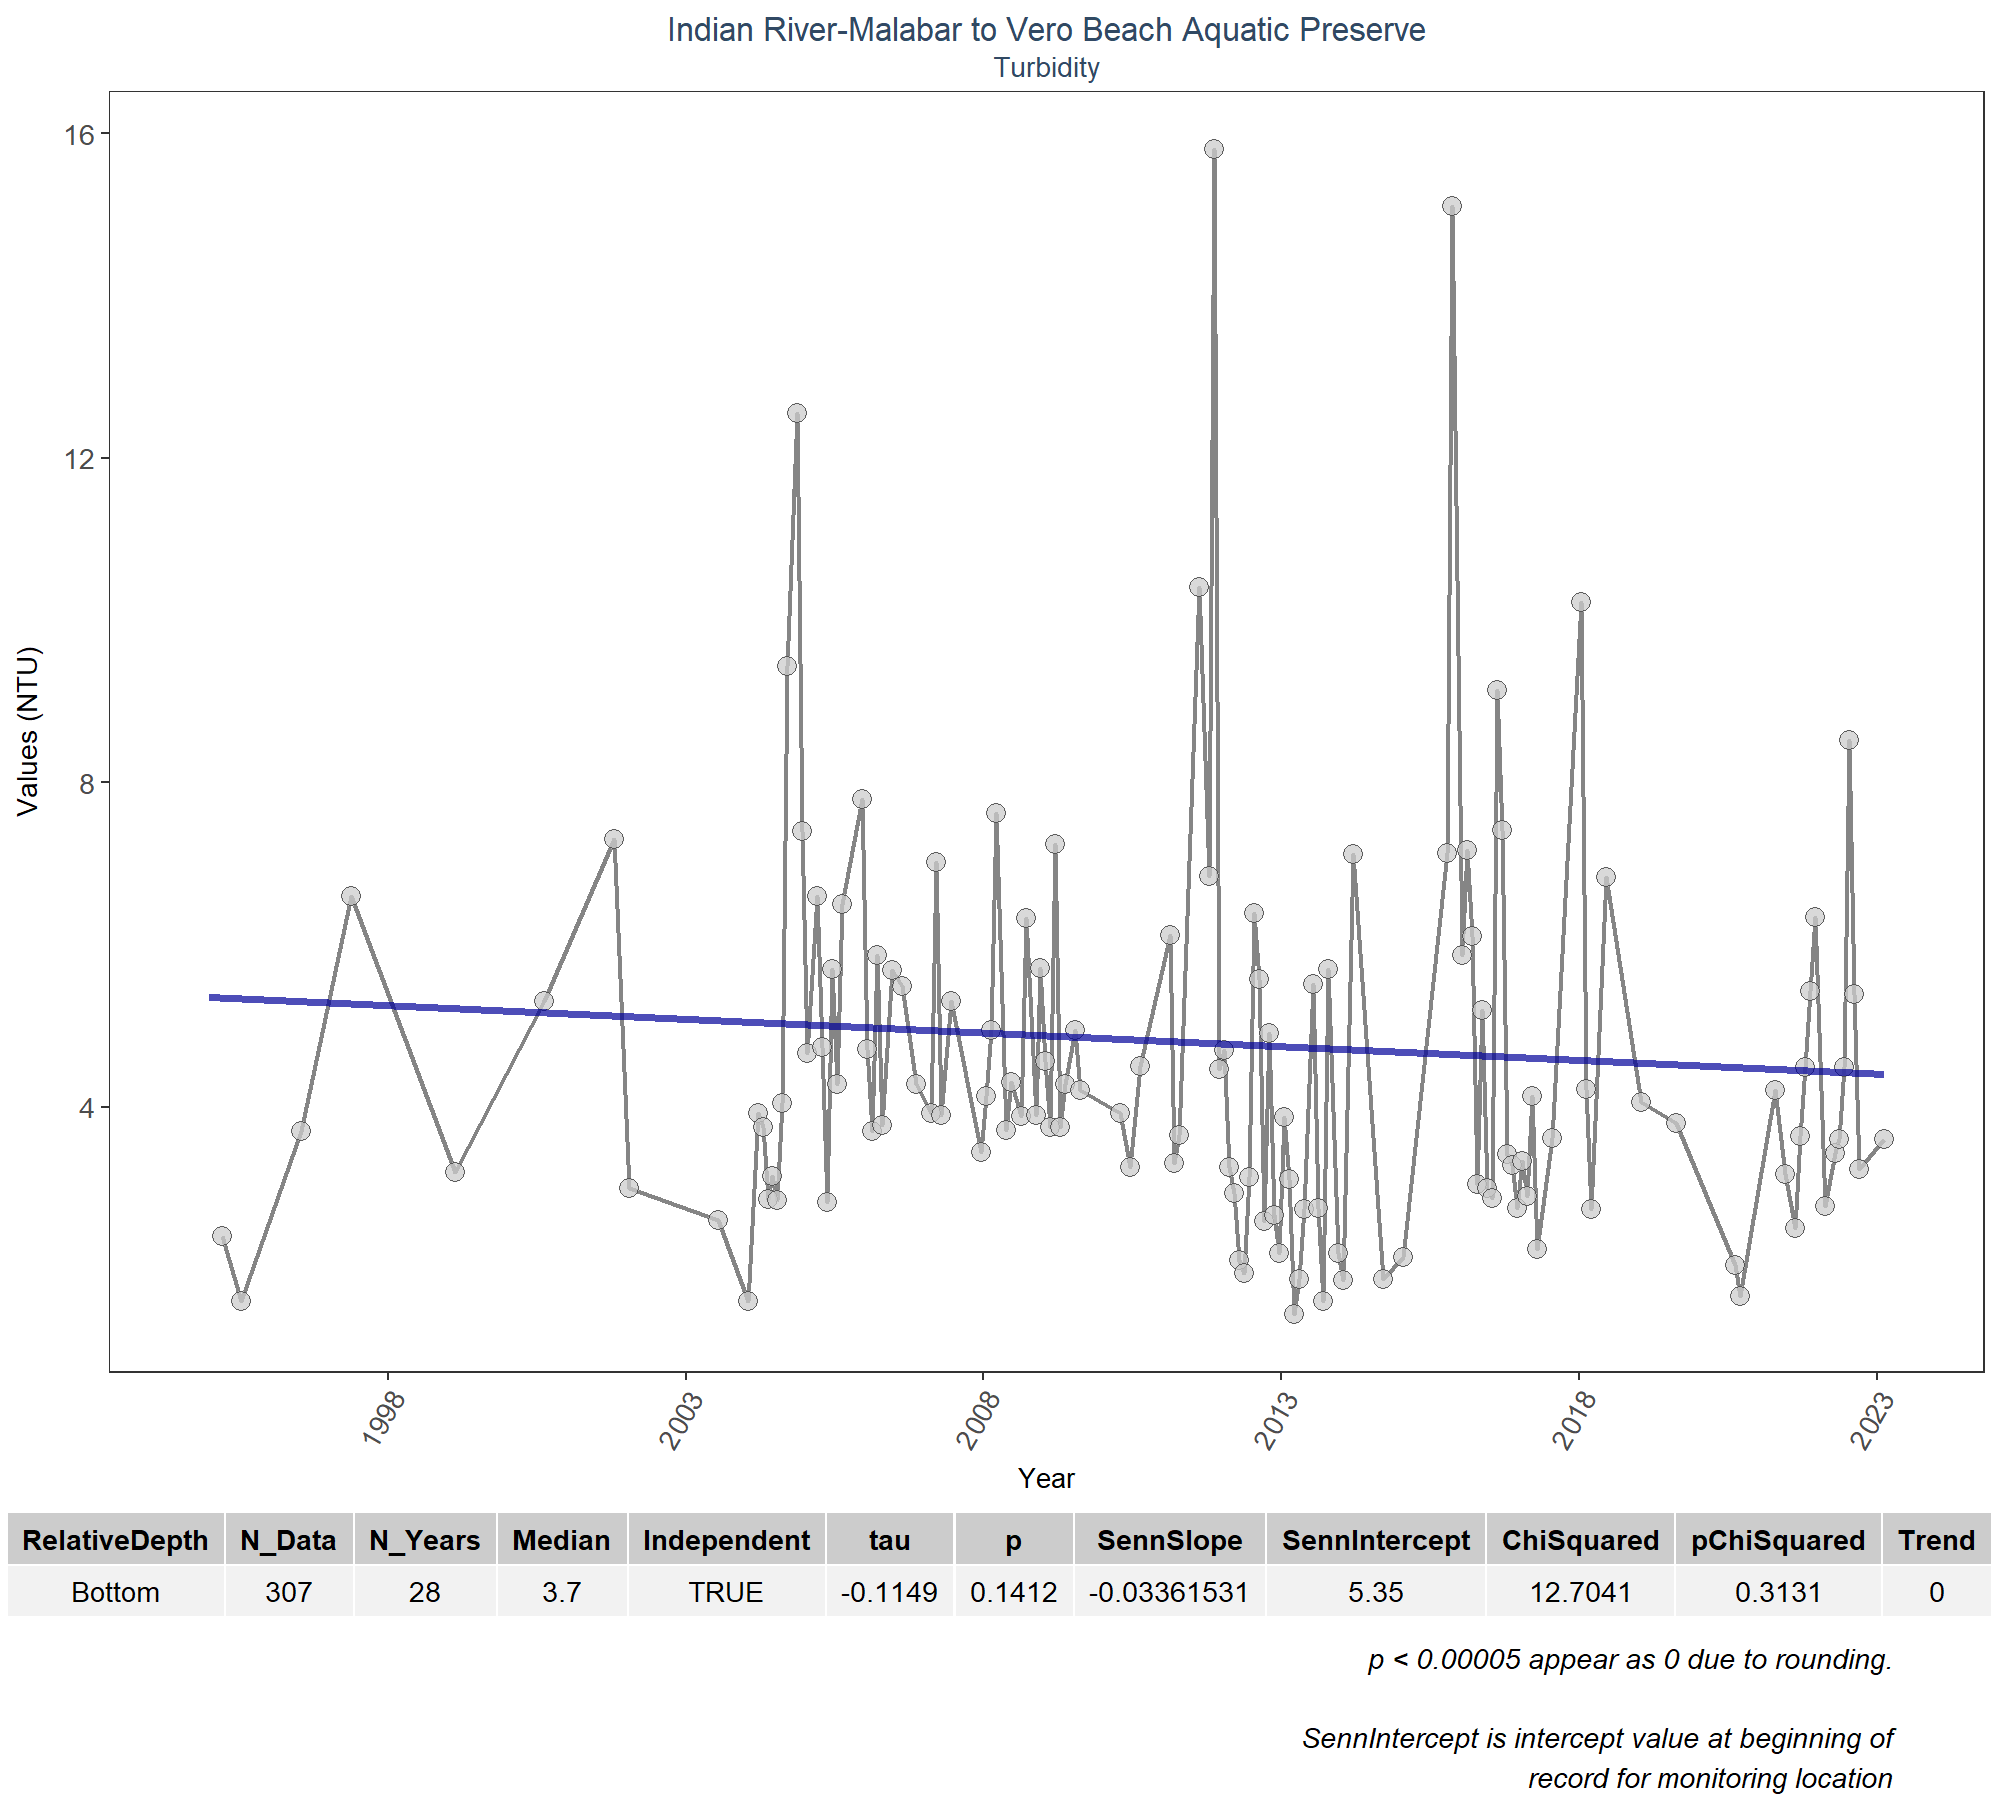 Indian River-Malabar to Vero Beach Aquatic Preserve
Turbidity
16
12
8
4
Values (NTU)
1998
2003
2008
2013
2018
2023
Year
RelativeDepth N_Data N_Years Median Independent tau p SennSlope SennIntercept ChiSquared pChiSquared Trend
Bottom 307 28 3.7 TRUE -0.1149 0.1412 -0.03361531 5.35 12.7041 0.3131 0
p < 0.00005 appear as 0 due to rounding.
SennIntercept is intercept value at beginning of
record for monitoring location